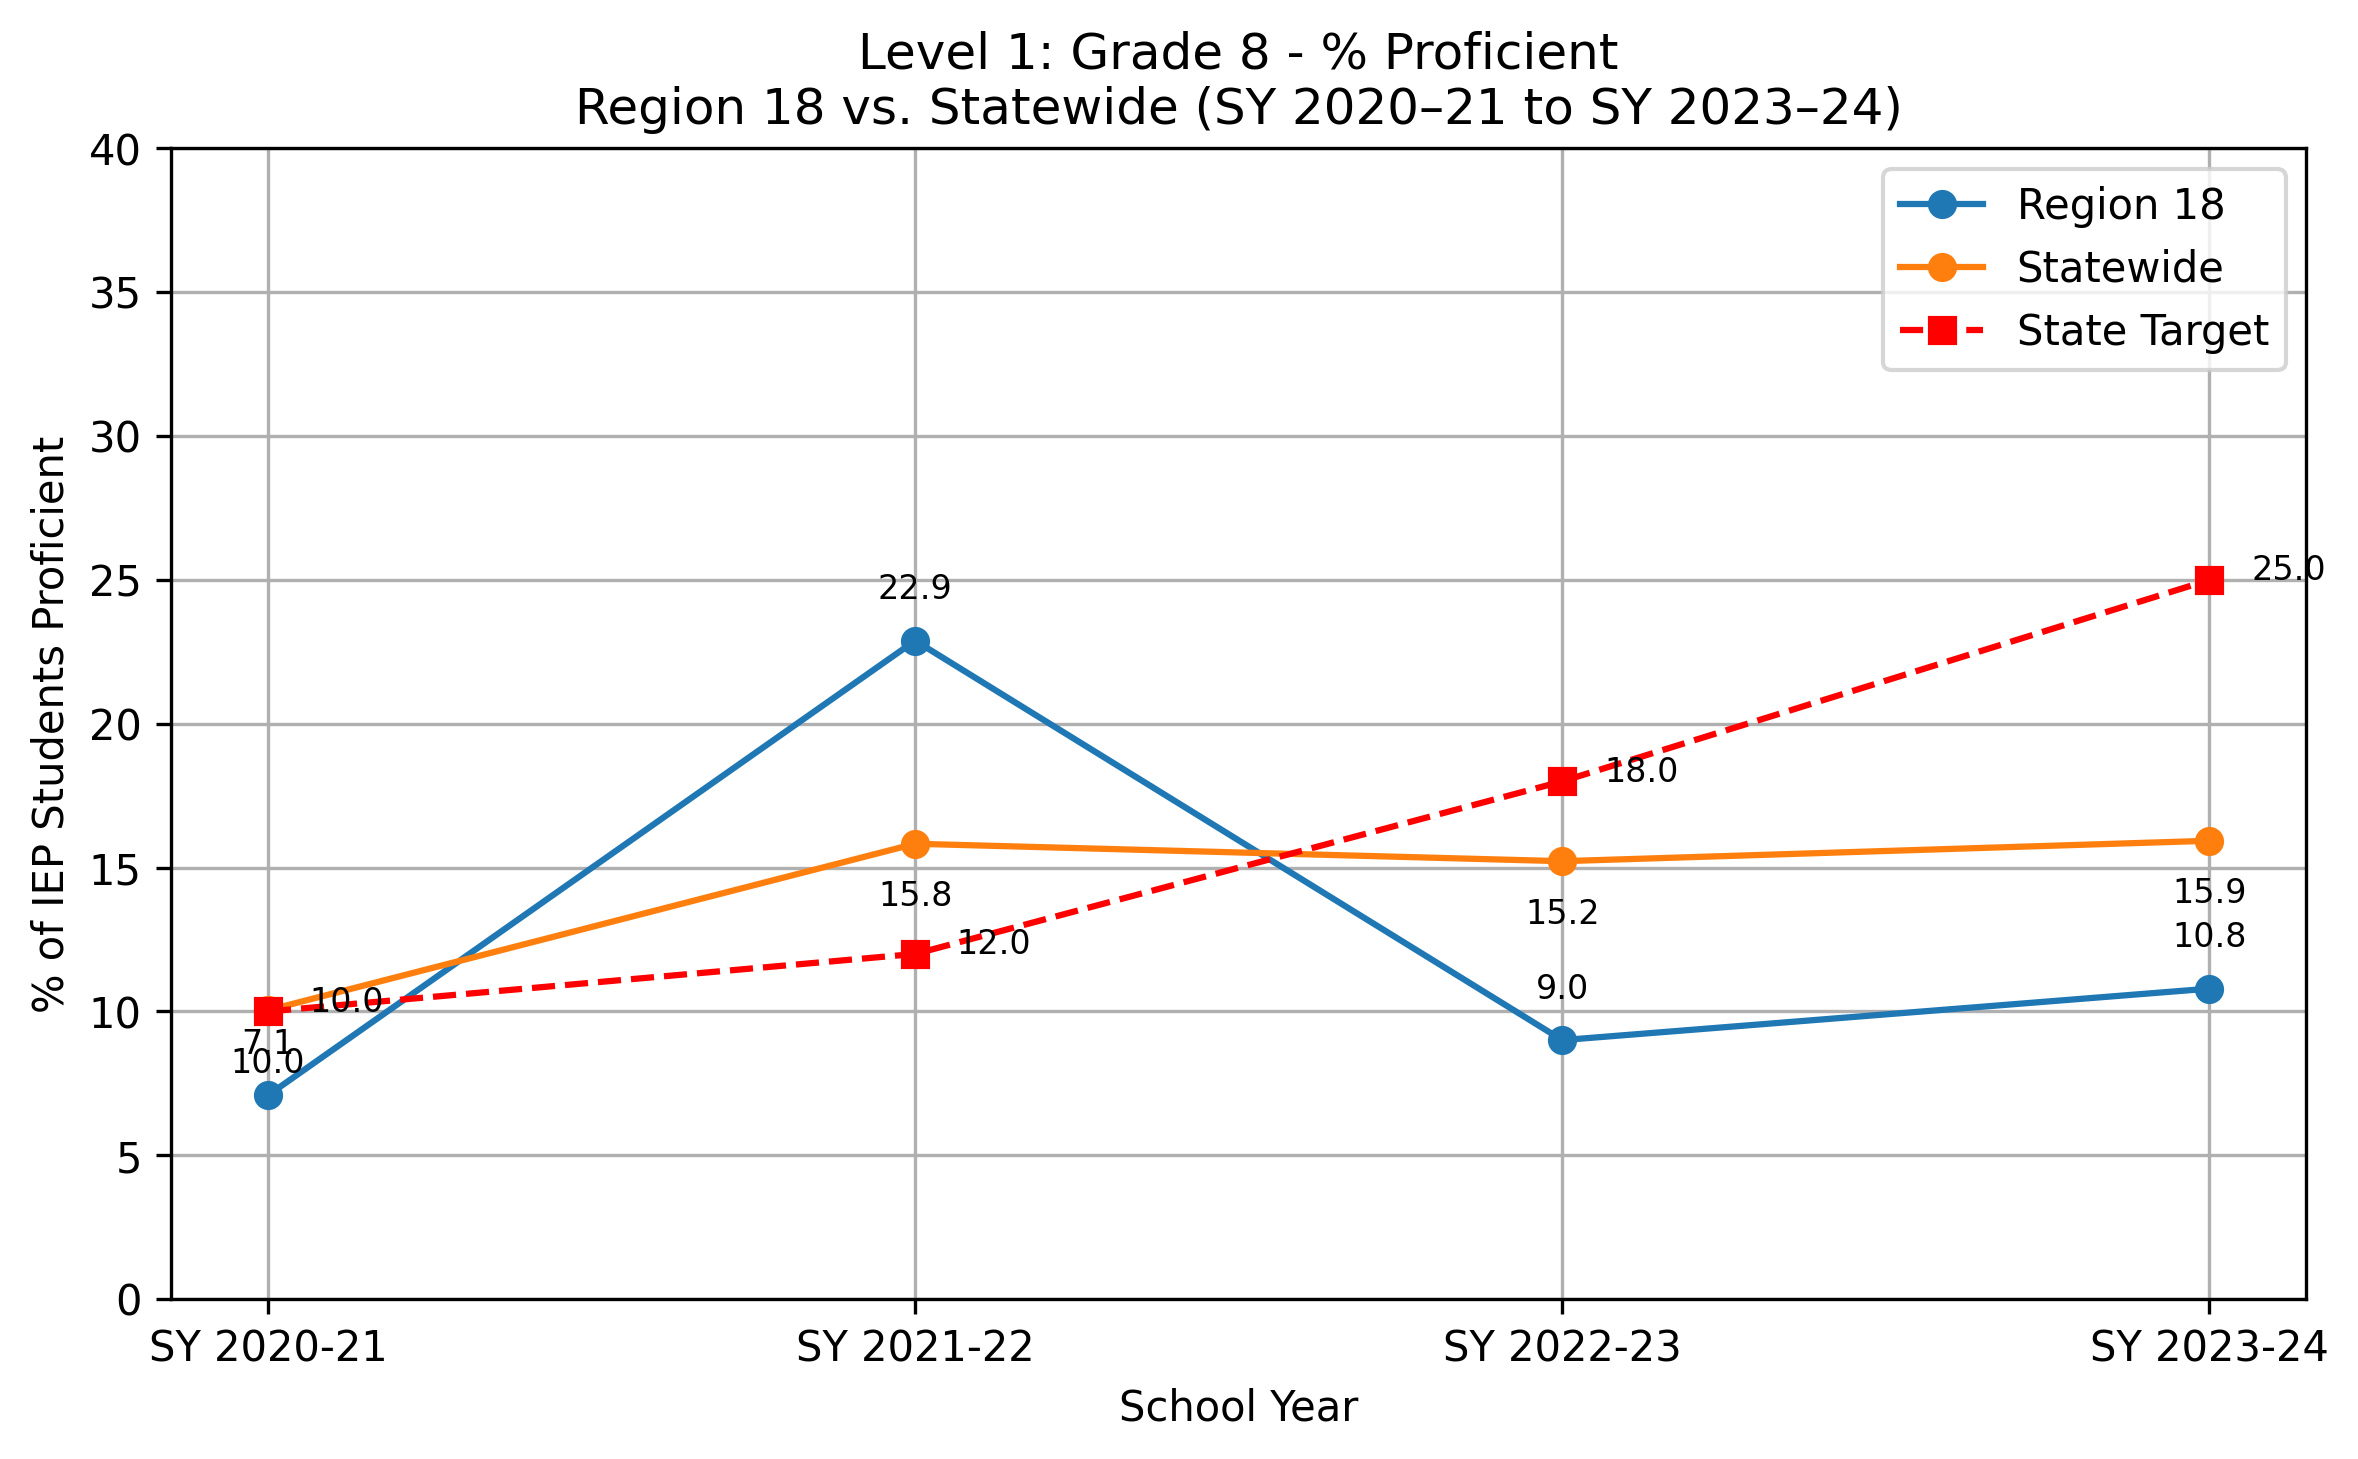 Level 1: Grade 8 - % Proficient
Region 18 vs. Statewide (SY 2020–21 to SY 2023–24)
Region 18
Statewide
State Target
% of IEP Students Proficient
40
35
30
25
20
15
10
5
0
22.9
25.0
18.0
15.8
15.2
15.9
12.0
10.8
10.0
9.0
7.1
10.0
SY 2020-21
SY 2021-22
SY 2022-23
SY 2023-24
School Year